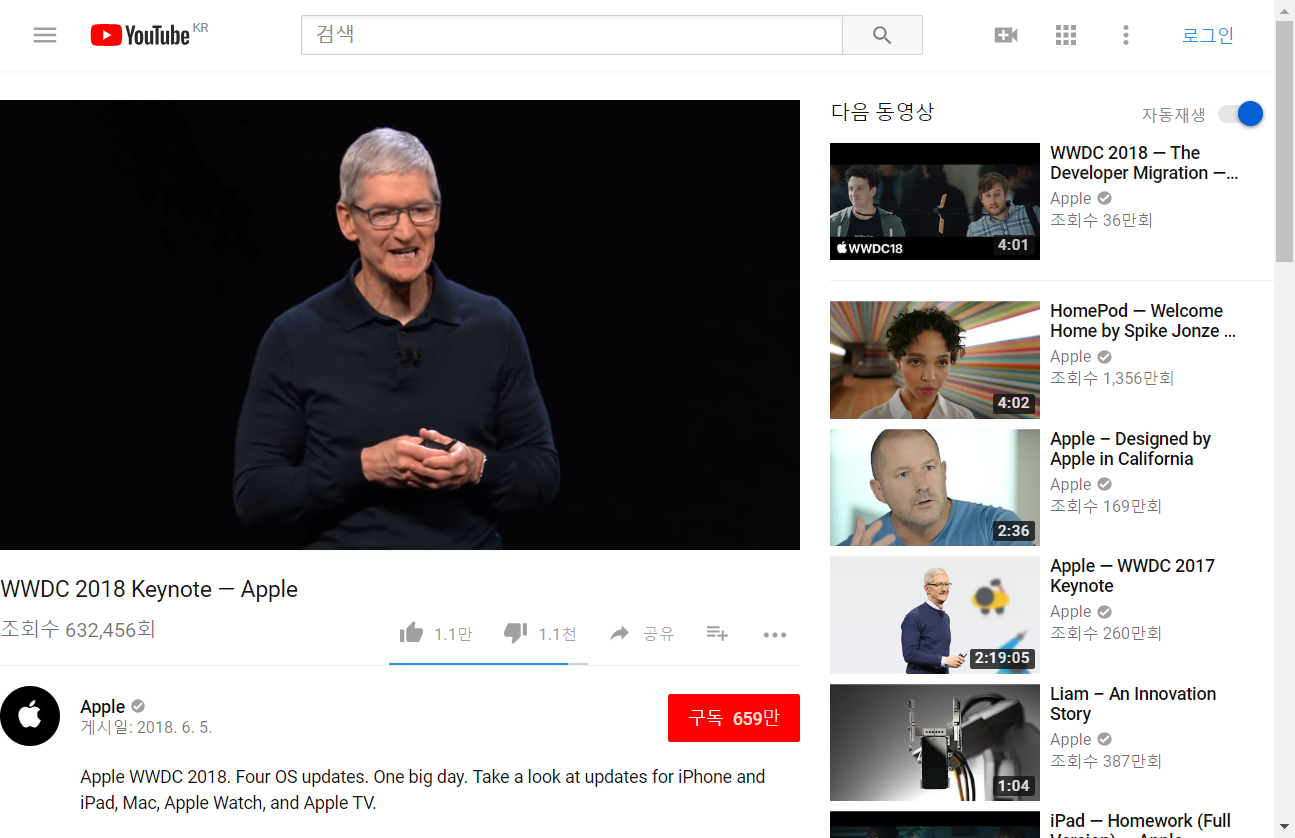 YouTube KR
검색
로그인
WWDC 2018 Keynote — Apple
조회수 632,456회
1.1만
1.1천
공유
Apple
게시일: 2018. 6. 5.
구독 659만
Apple WWDC 2018. Four OS updates. One big day. Take a look at updates for iPhone and
iPad, Mac, Apple Watch, and Apple TV.
다음 동영상
자동재생
WWDC18
4:01
WWDC 2018 — The
Developer Migration —...
Apple
조회수 36만회
4:02
HomePod — Welcome
Home by Spike Jonze ...
Apple
조회수 1,356만회
2:36
Apple – Designed by
Apple in California
Apple
조회수 169만회
2:19:05
Apple — WWDC 2017
Keynote
Apple
조회수 260만회
1:04
Liam – An Innovation
Story
Apple
조회수 387만회
iPad — Homework (Full
Version) — Apple